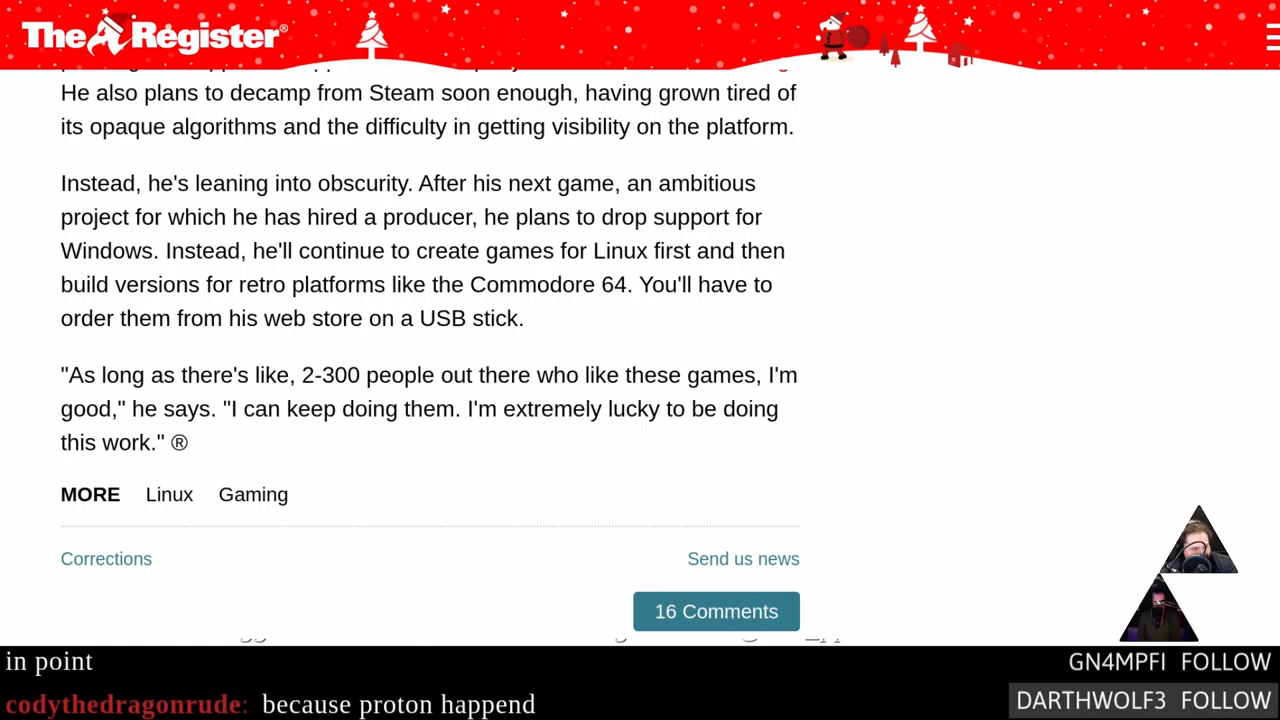 The Register®
He also plans to decamp from Steam soon enough, having grown tired of
its opaque algorithms and the difficulty in getting visibility on the platform.
Instead, he's leaning into obscurity. After his next game, an ambitious
project for which he has hired a producer, he plans to drop support for
Windows. Instead, he'll continue to create games for Linux first and then
build versions for retro platforms like the Commodore 64. You'll have to
order them from his web store on a USB stick.
"As long as there's like, 2-300 people out there who like these games, I'm
good," he says. "I can keep doing them. I'm extremely lucky to be doing
this work." ®
MORE Linux Gaming
Corrections Send us news
16 Comments
in point
codythedragonrude: because proton happend
GN4MPFI FOLLOW
DARTHWOLF3 FOLLOW